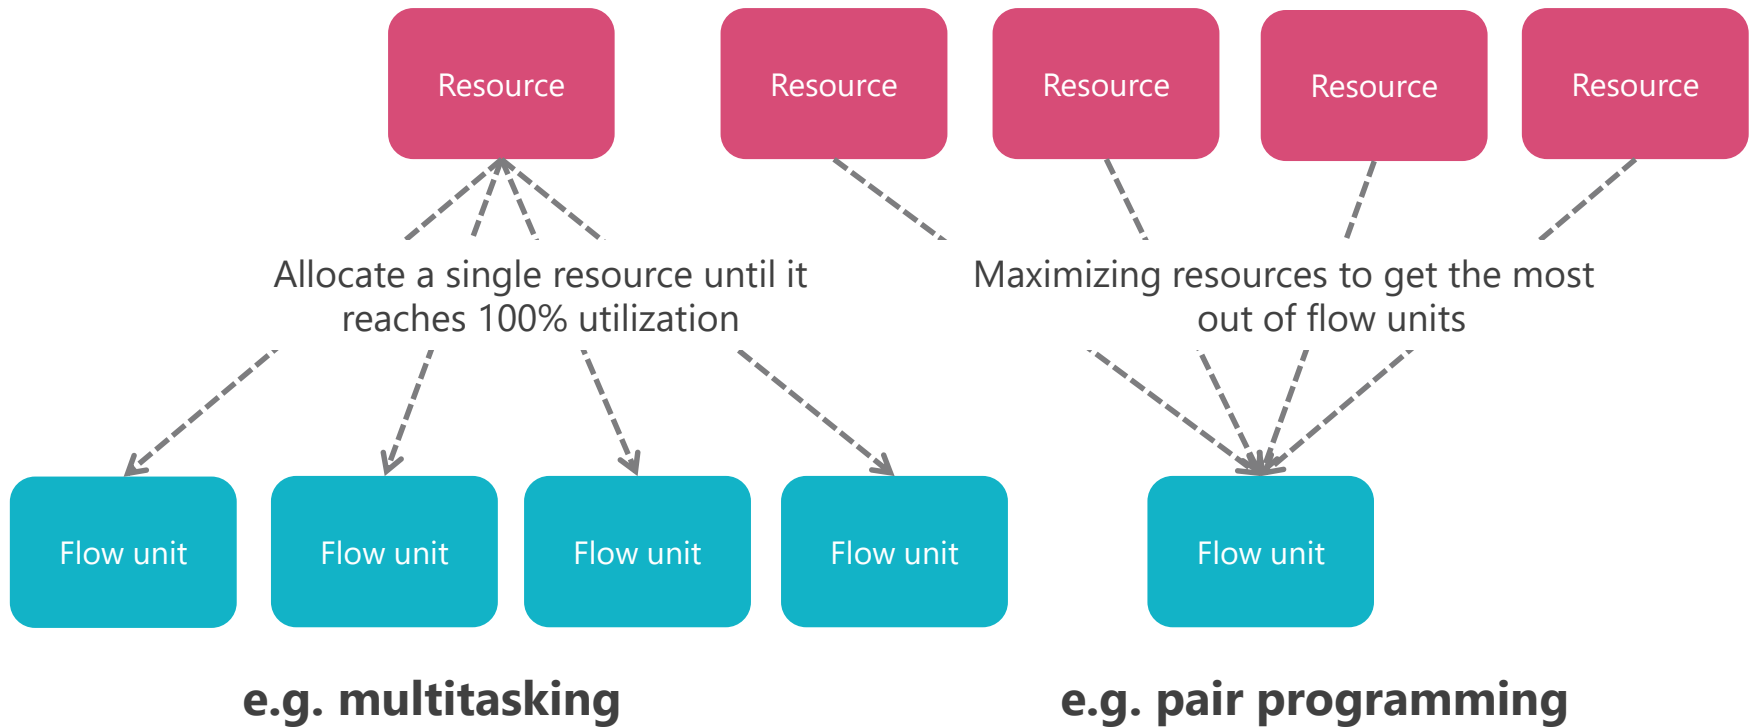 Resource
Resource
Resource
Resource
Resource
Allocate a single resource until it
reaches 100% utilization
Maximizing resources to get the most
out of flow units
Flow unit
Flow unit
Flow unit
Flow unit
Flow unit
e.g. multitasking
e.g. pair programming